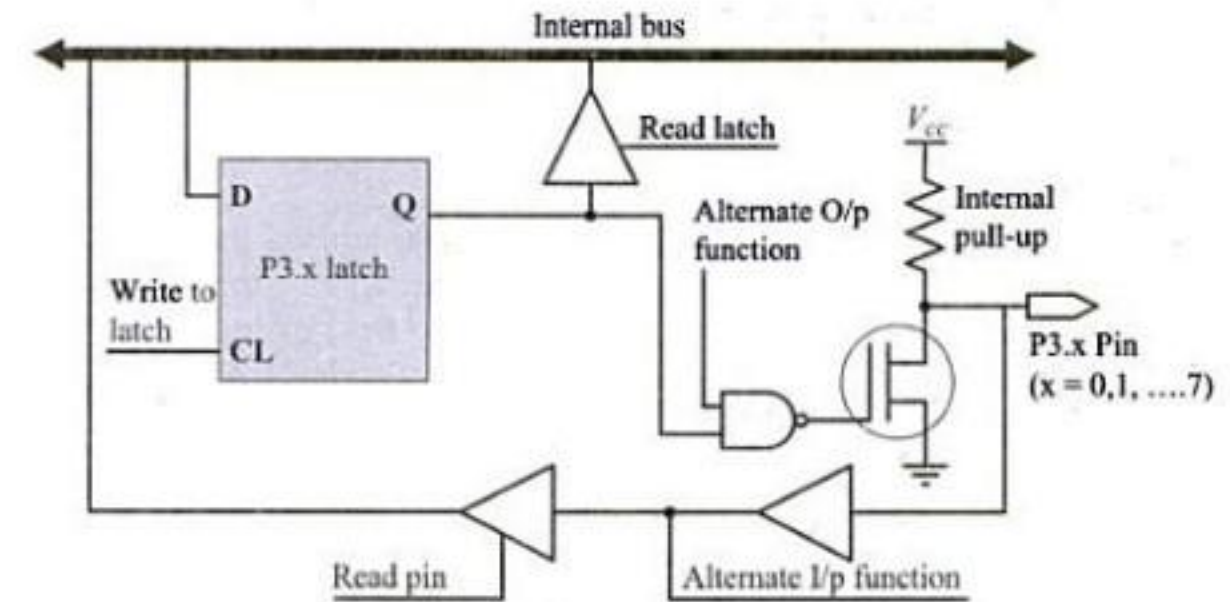 Internal bus
Read latch
V_cc
D
Q
Alternate O/p
function
Internal
pull-up
P3.x latch
Write to
latch
CL
P3.x Pin
(x = 0,1, ....7)
Read pin
Alternate I/p function